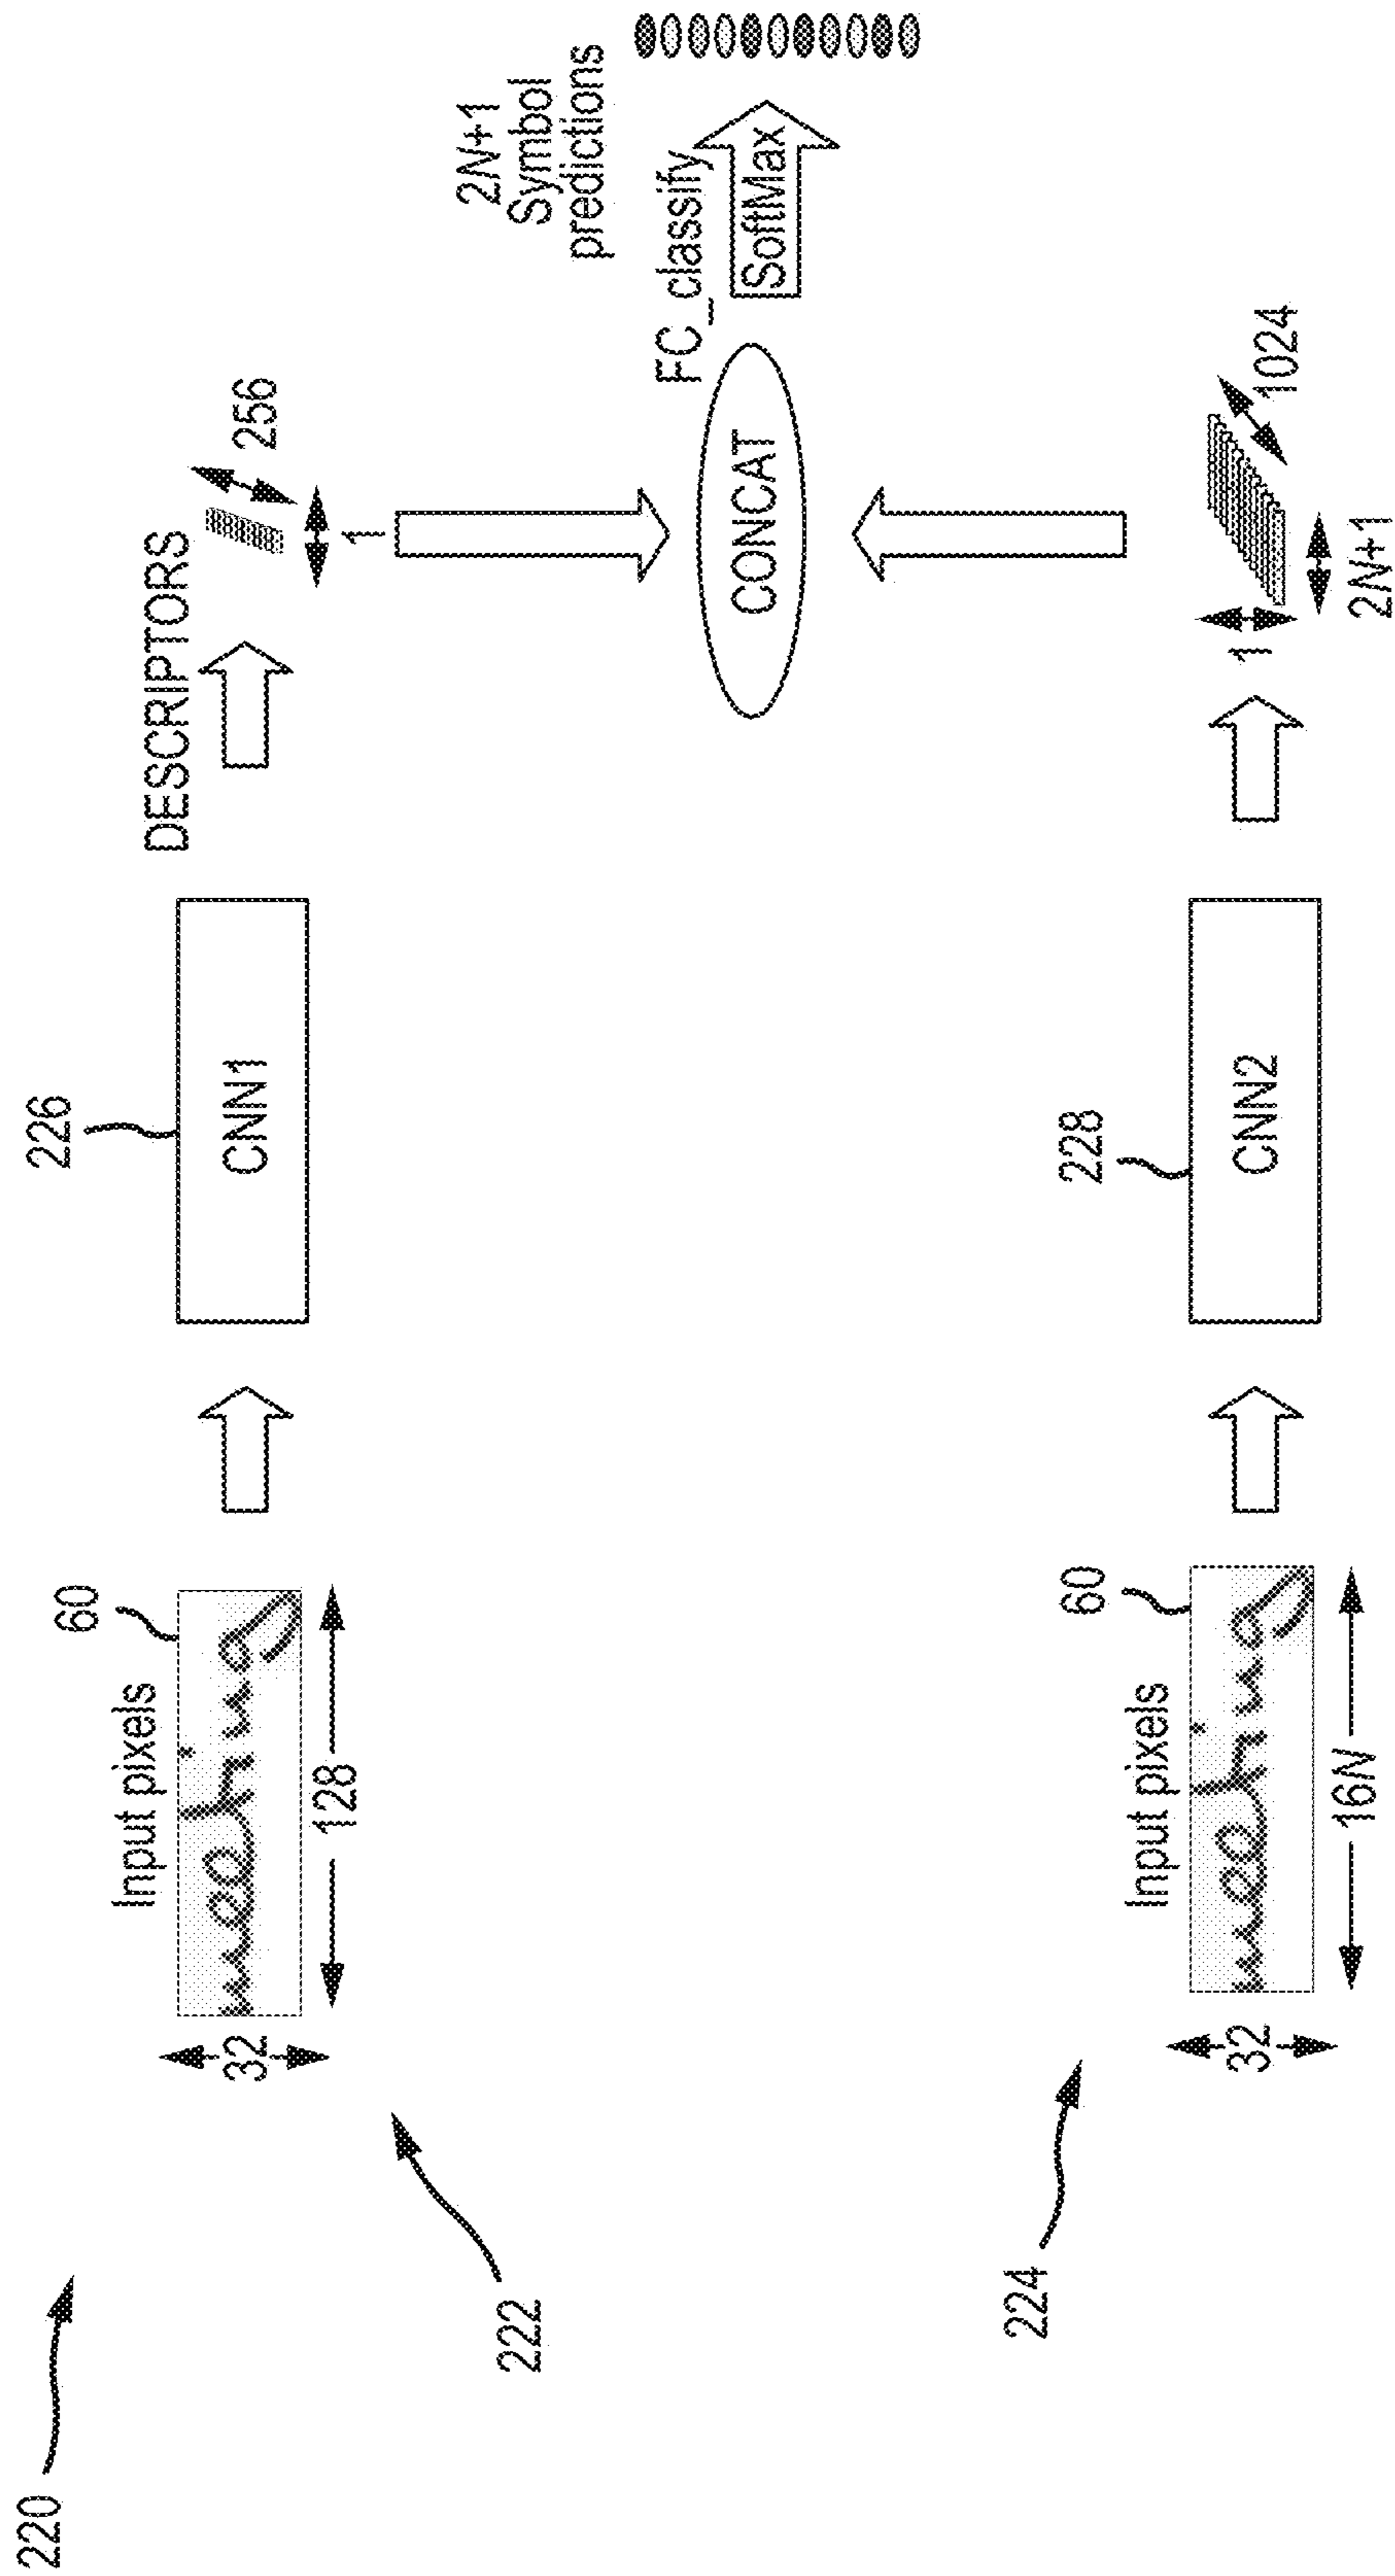 220
222
226
60
Input pixels
32
128
CNN1
DESCRIPTORS
256
1
CONCAT
FC_classify
SoftMax
2N+1
Symbol
predictions
224
228
60
Input pixels
32
16N
CNN2
1
2N+1
1024